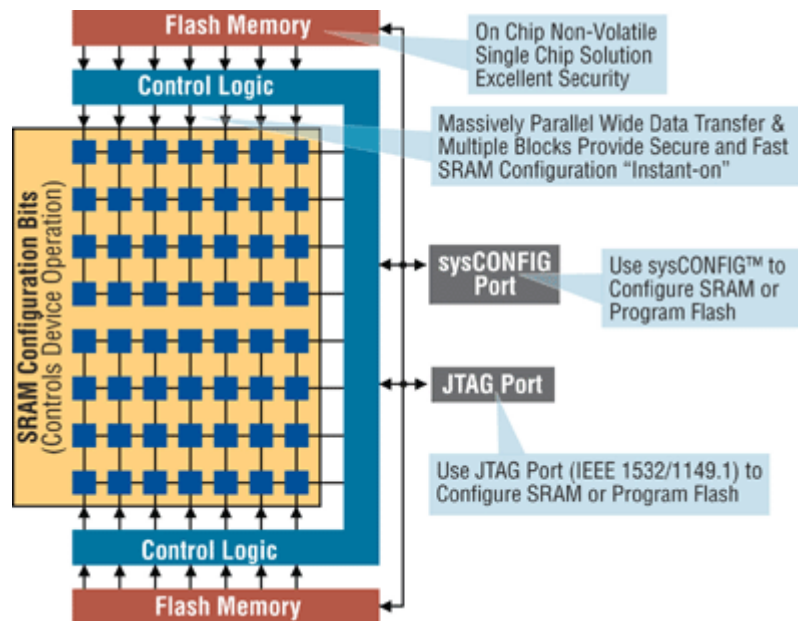 Flash Memory
On Chip Non-Volatile
Single Chip Solution
Excellent Security
Control Logic
Massively Parallel Wide Data Transfer &
Multiple Blocks Provide Secure and Fast
SRAM Configuration “Instant-on”
SRAM Configuration Bits
(Controls Device Operation)
sysCONFIG
Port
Use sysCONFIG™ to
Configure SRAM or
Program Flash
JTAG Port
Use JTAG Port (IEEE 1532/1149.1) to
Configure SRAM or Program Flash
Control Logic
Flash Memory